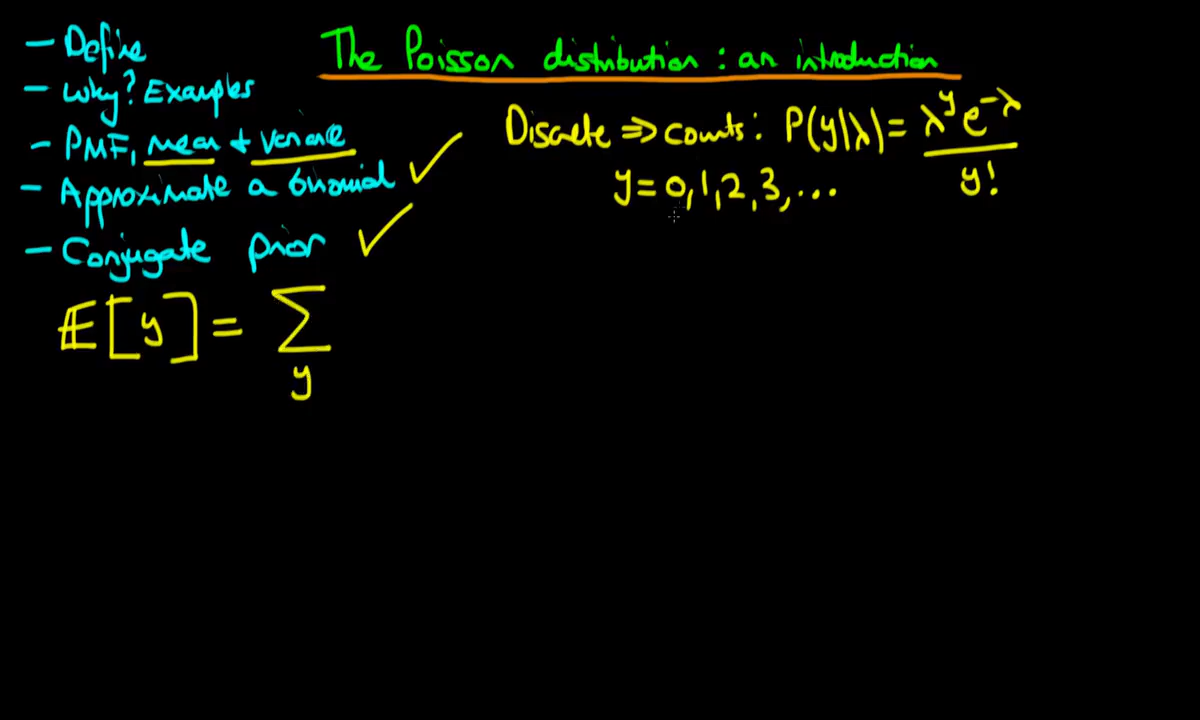 The Poisson distribution : an introduction
- Define
- Why? Examples
- PMF, mean + variance
- Approximate a binomial ✓
- Conjugate prior ✓
Discrete ⇒ counts: P(y|λ) = λ^y e^{-λ} / y!
y = 0, 1, 2, 3, ...
𝔼[y] = ∑_y